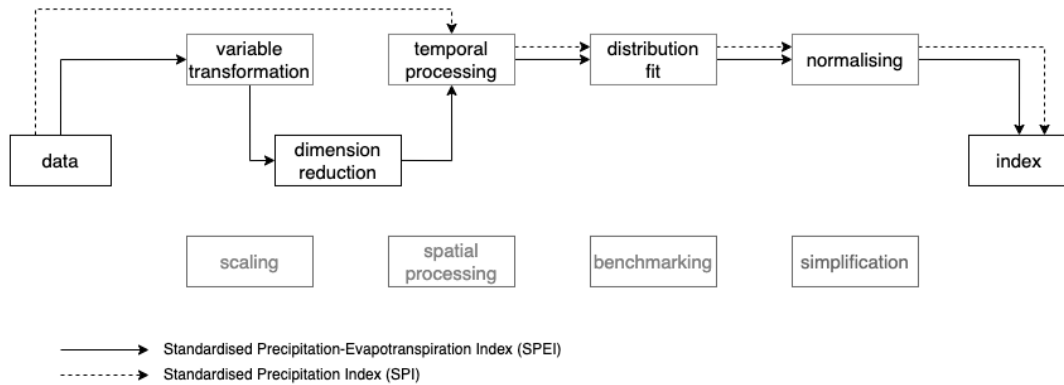 variable
transformation
temporal
processing
distribution
fit
normalising
data
dimension
reduction
index
scaling
spatial
processing
benchmarking
simplification
Standardised Precipitation-Evapotranspiration Index (SPEI)
Standardised Precipitation Index (SPI)